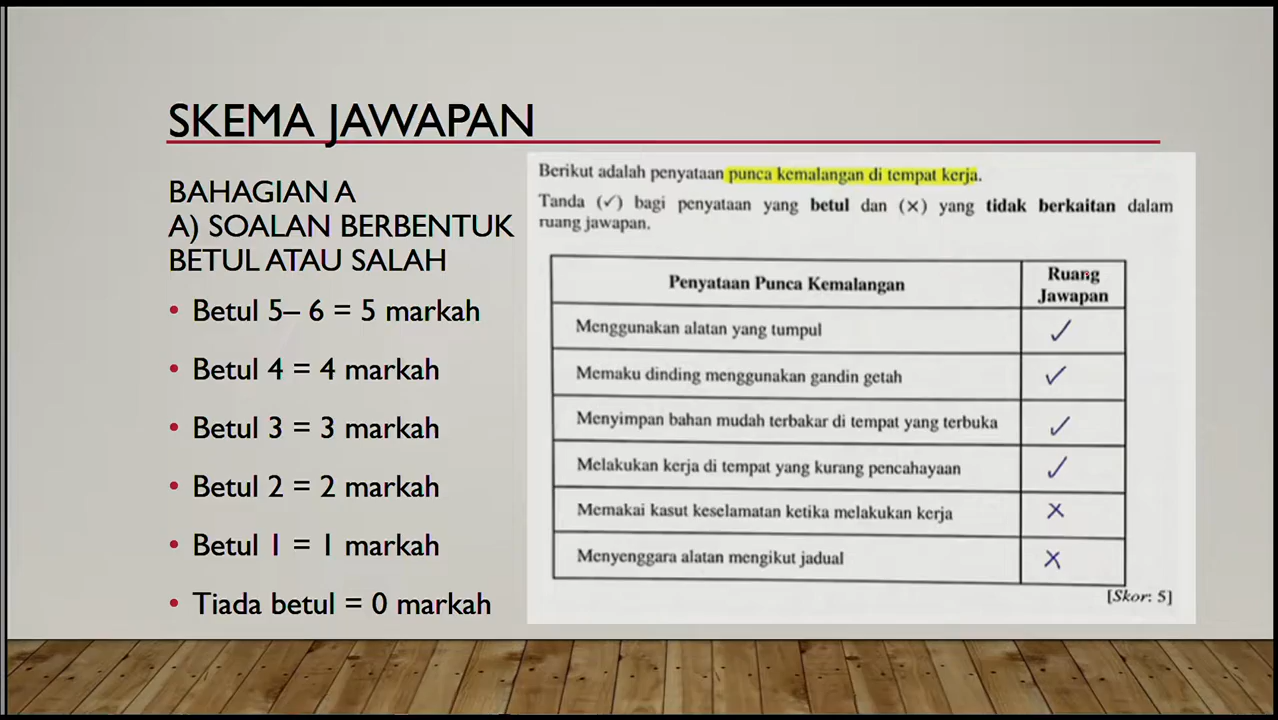 SKEMA JAWAPAN
BAHAGIAN A
A) SOALAN BERBENTUK
BETUL ATAU SALAH
• Betul 5– 6 = 5 markah
• Betul 4 = 4 markah
• Betul 3 = 3 markah
• Betul 2 = 2 markah
• Betul 1 = 1 markah
• Tiada betul = 0 markah
Berikut adalah penyataan punca kemalangan di tempat kerja.
Tanda (✓) bagi penyataan yang betul dan (✕) yang tidak berkaitan dalam
ruang jawapan.
Penyataan Punca Kemalangan
Ruang
Jawapan
Menggunakan alatan yang tumpul ✓
Memaku dinding menggunakan gandin getah ✓
Menyimpan bahan mudah terbakar di tempat yang terbuka ✓
Melakukan kerja di tempat yang kurang pencahayaan ✓
Memakai kasut keselamatan ketika melakukan kerja ✕
Menyenggara alatan mengikut jadual ✕
[Skor: 5]